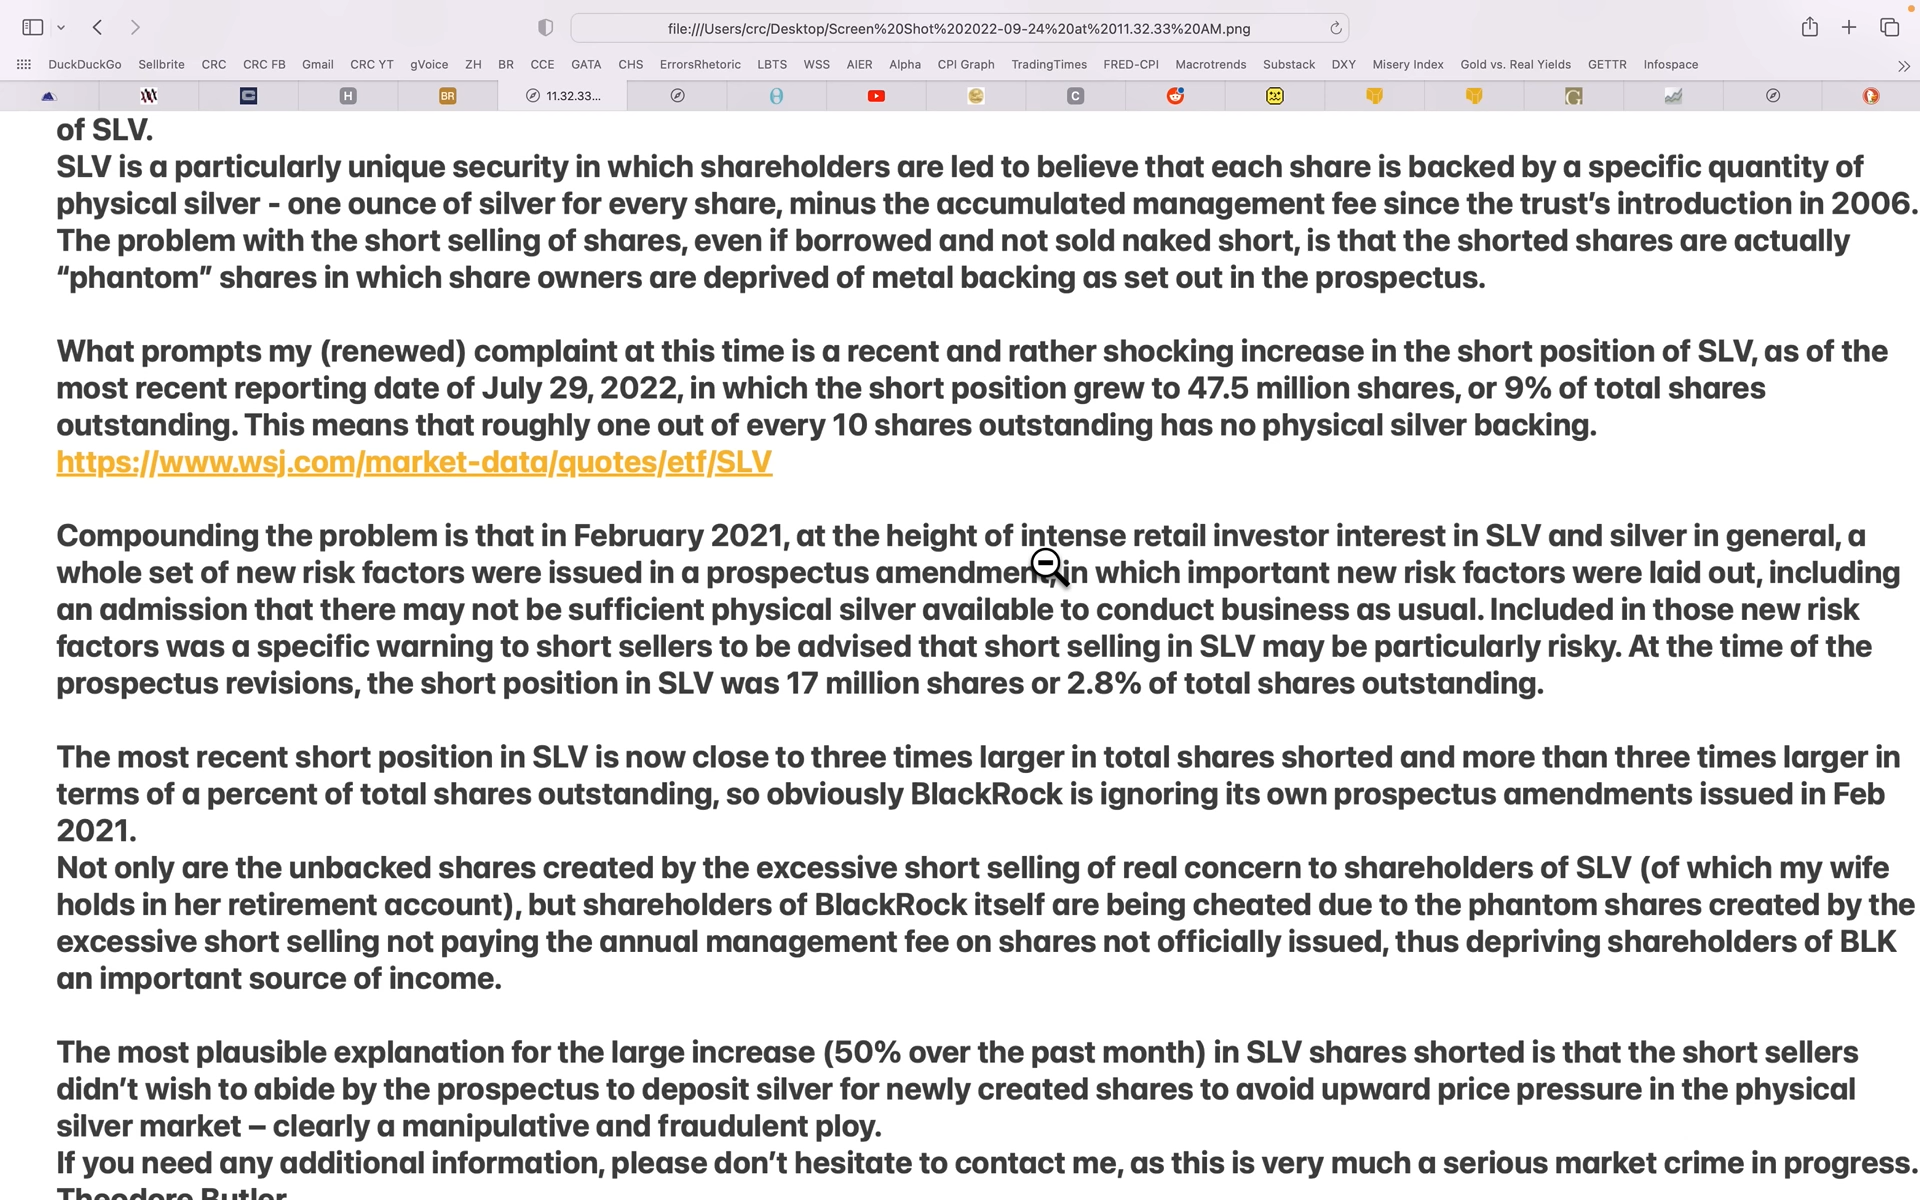 file:///Users/crc/Desktop/Screen%20Shot%202022-09-24%20at%2011.32.33%20AM.png
DuckDuckGo Sellbrite CRC CRC FB Gmail CRC YT gVoice ZH BR CCE GATA CHS ErrorsRhetoric LBTS WSS AIER Alpha CPI Graph TradingTimes FRED-CPI Macrotrends Substack DXY Misery Index Gold vs. Real Yields GETTR Infospace
H BR 11.32.33... C
of SLV.
SLV is a particularly unique security in which shareholders are led to believe that each share is backed by a specific quantity of
physical silver - one ounce of silver for every share, minus the accumulated management fee since the trust’s introduction in 2006.
The problem with the short selling of shares, even if borrowed and not sold naked short, is that the shorted shares are actually
“phantom” shares in which share owners are deprived of metal backing as set out in the prospectus.
What prompts my (renewed) complaint at this time is a recent and rather shocking increase in the short position of SLV, as of the
most recent reporting date of July 29, 2022, in which the short position grew to 47.5 million shares, or 9% of total shares
outstanding. This means that roughly one out of every 10 shares outstanding has no physical silver backing.
https://www.wsj.com/market-data/quotes/etf/SLV
Compounding the problem is that in February 2021, at the height of intense retail investor interest in SLV and silver in general, a
whole set of new risk factors were issued in a prospectus amendment, in which important new risk factors were laid out, including
an admission that there may not be sufficient physical silver available to conduct business as usual. Included in those new risk
factors was a specific warning to short sellers to be advised that short selling in SLV may be particularly risky. At the time of the
prospectus revisions, the short position in SLV was 17 million shares or 2.8% of total shares outstanding.
The most recent short position in SLV is now close to three times larger in total shares shorted and more than three times larger in
terms of a percent of total shares outstanding, so obviously BlackRock is ignoring its own prospectus amendments issued in Feb
2021.
Not only are the unbacked shares created by the excessive short selling of real concern to shareholders of SLV (of which my wife
holds in her retirement account), but shareholders of BlackRock itself are being cheated due to the phantom shares created by the
excessive short selling not paying the annual management fee on shares not officially issued, thus depriving shareholders of BLK
an important source of income.
The most plausible explanation for the large increase (50% over the past month) in SLV shares shorted is that the short sellers
didn’t wish to abide by the prospectus to deposit silver for newly created shares to avoid upward price pressure in the physical
silver market – clearly a manipulative and fraudulent ploy.
If you need any additional information, please don’t hesitate to contact me, as this is very much a serious market crime in progress.
Theodore Butler